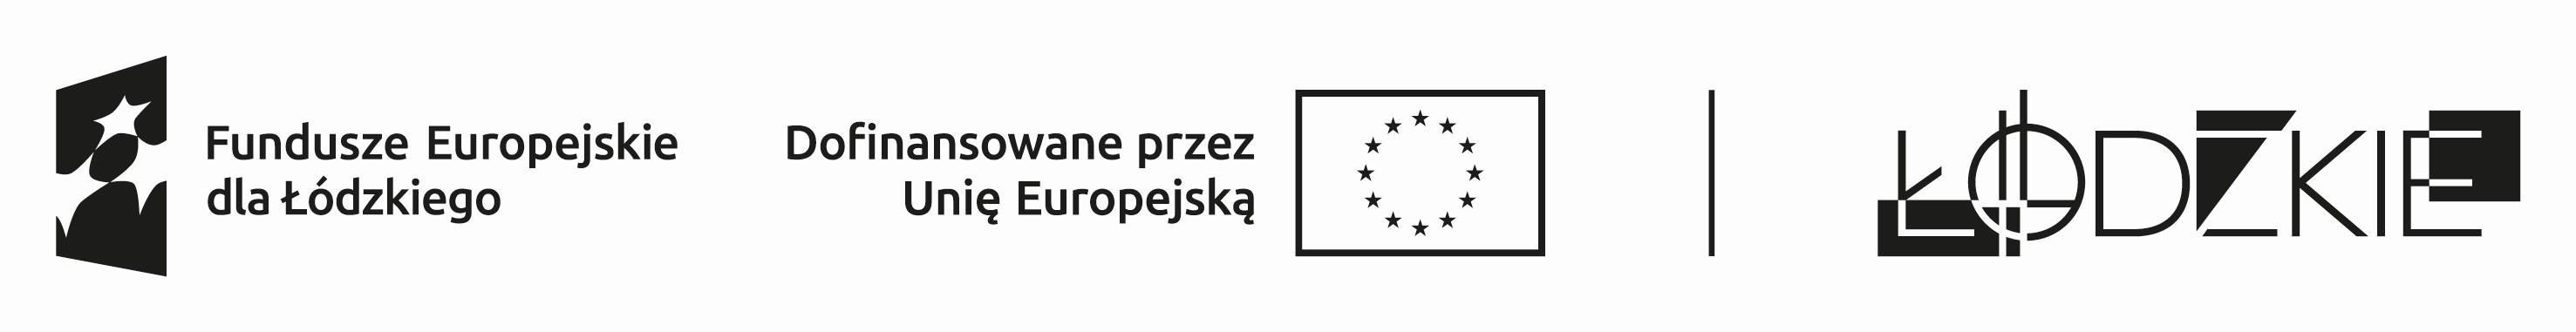 Fundusze Europejskie
dla Łódzkiego
Dofinansowane przez
Unię Europejską
ŁÓDZKIE